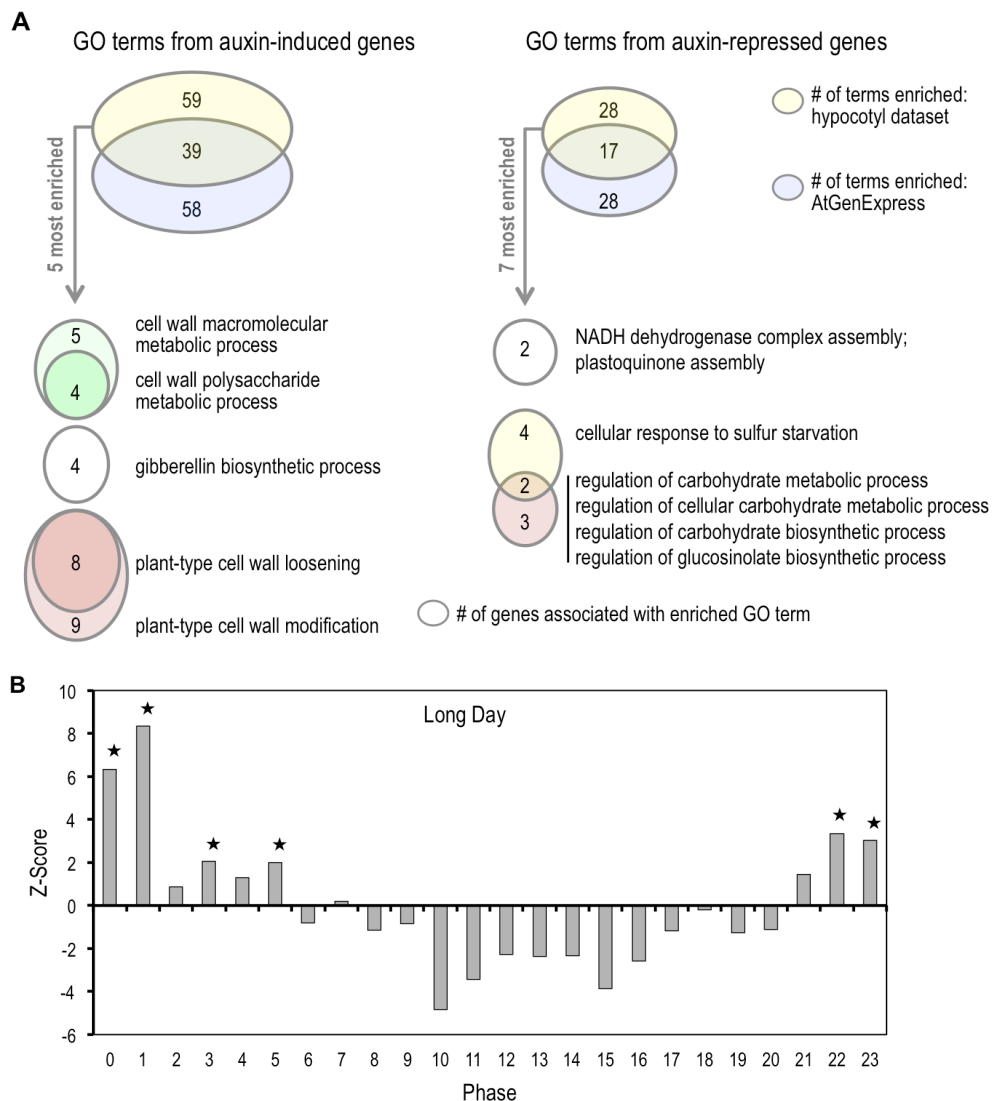 A
GO terms from auxin-induced genes
59
39
58
5 most enriched
5
cell wall macromolecular
metabolic process
4
cell wall polysaccharide
metabolic process
4
gibberellin biosynthetic process
8
plant-type cell wall loosening
9
plant-type cell wall modification
GO terms from auxin-repressed genes
28
17
28
7 most enriched
# of terms enriched:
hypocotyl dataset
# of terms enriched:
AtGenExpress
2
NADH dehydrogenase complex assembly;
plastoquinone assembly
4
cellular response to sulfur starvation
2
3
regulation of carbohydrate metabolic process
regulation of cellular carbohydrate metabolic process
regulation of carbohydrate biosynthetic process
regulation of glucosinolate biosynthetic process
# of genes associated with enriched GO term
B
Long Day
Z-Score
10
8
6
4
2
0
-2
-4
-6
0 1 2 3 4 5 6 7 8 9 10 11 12 13 14 15 16 17 18 19 20 21 22 23
Phase